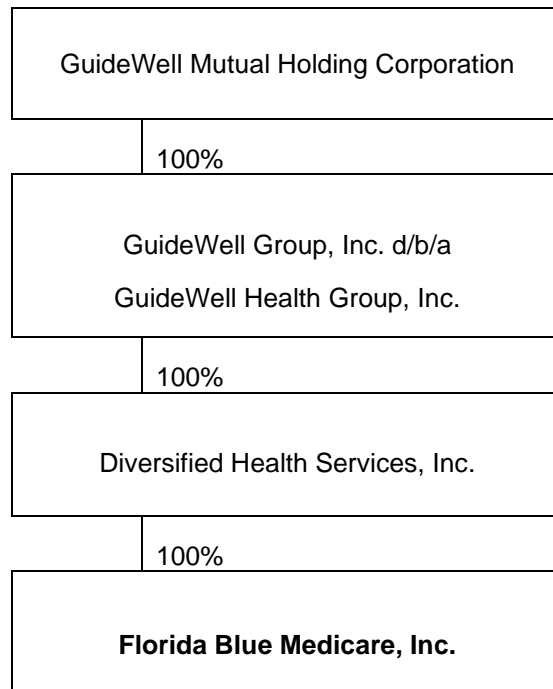 GuideWell Mutual Holding Corporation
100%
GuideWell Group, Inc. d/b/a
GuideWell Health Group, Inc.
100%
Diversified Health Services, Inc.
100%
Florida Blue Medicare, Inc.